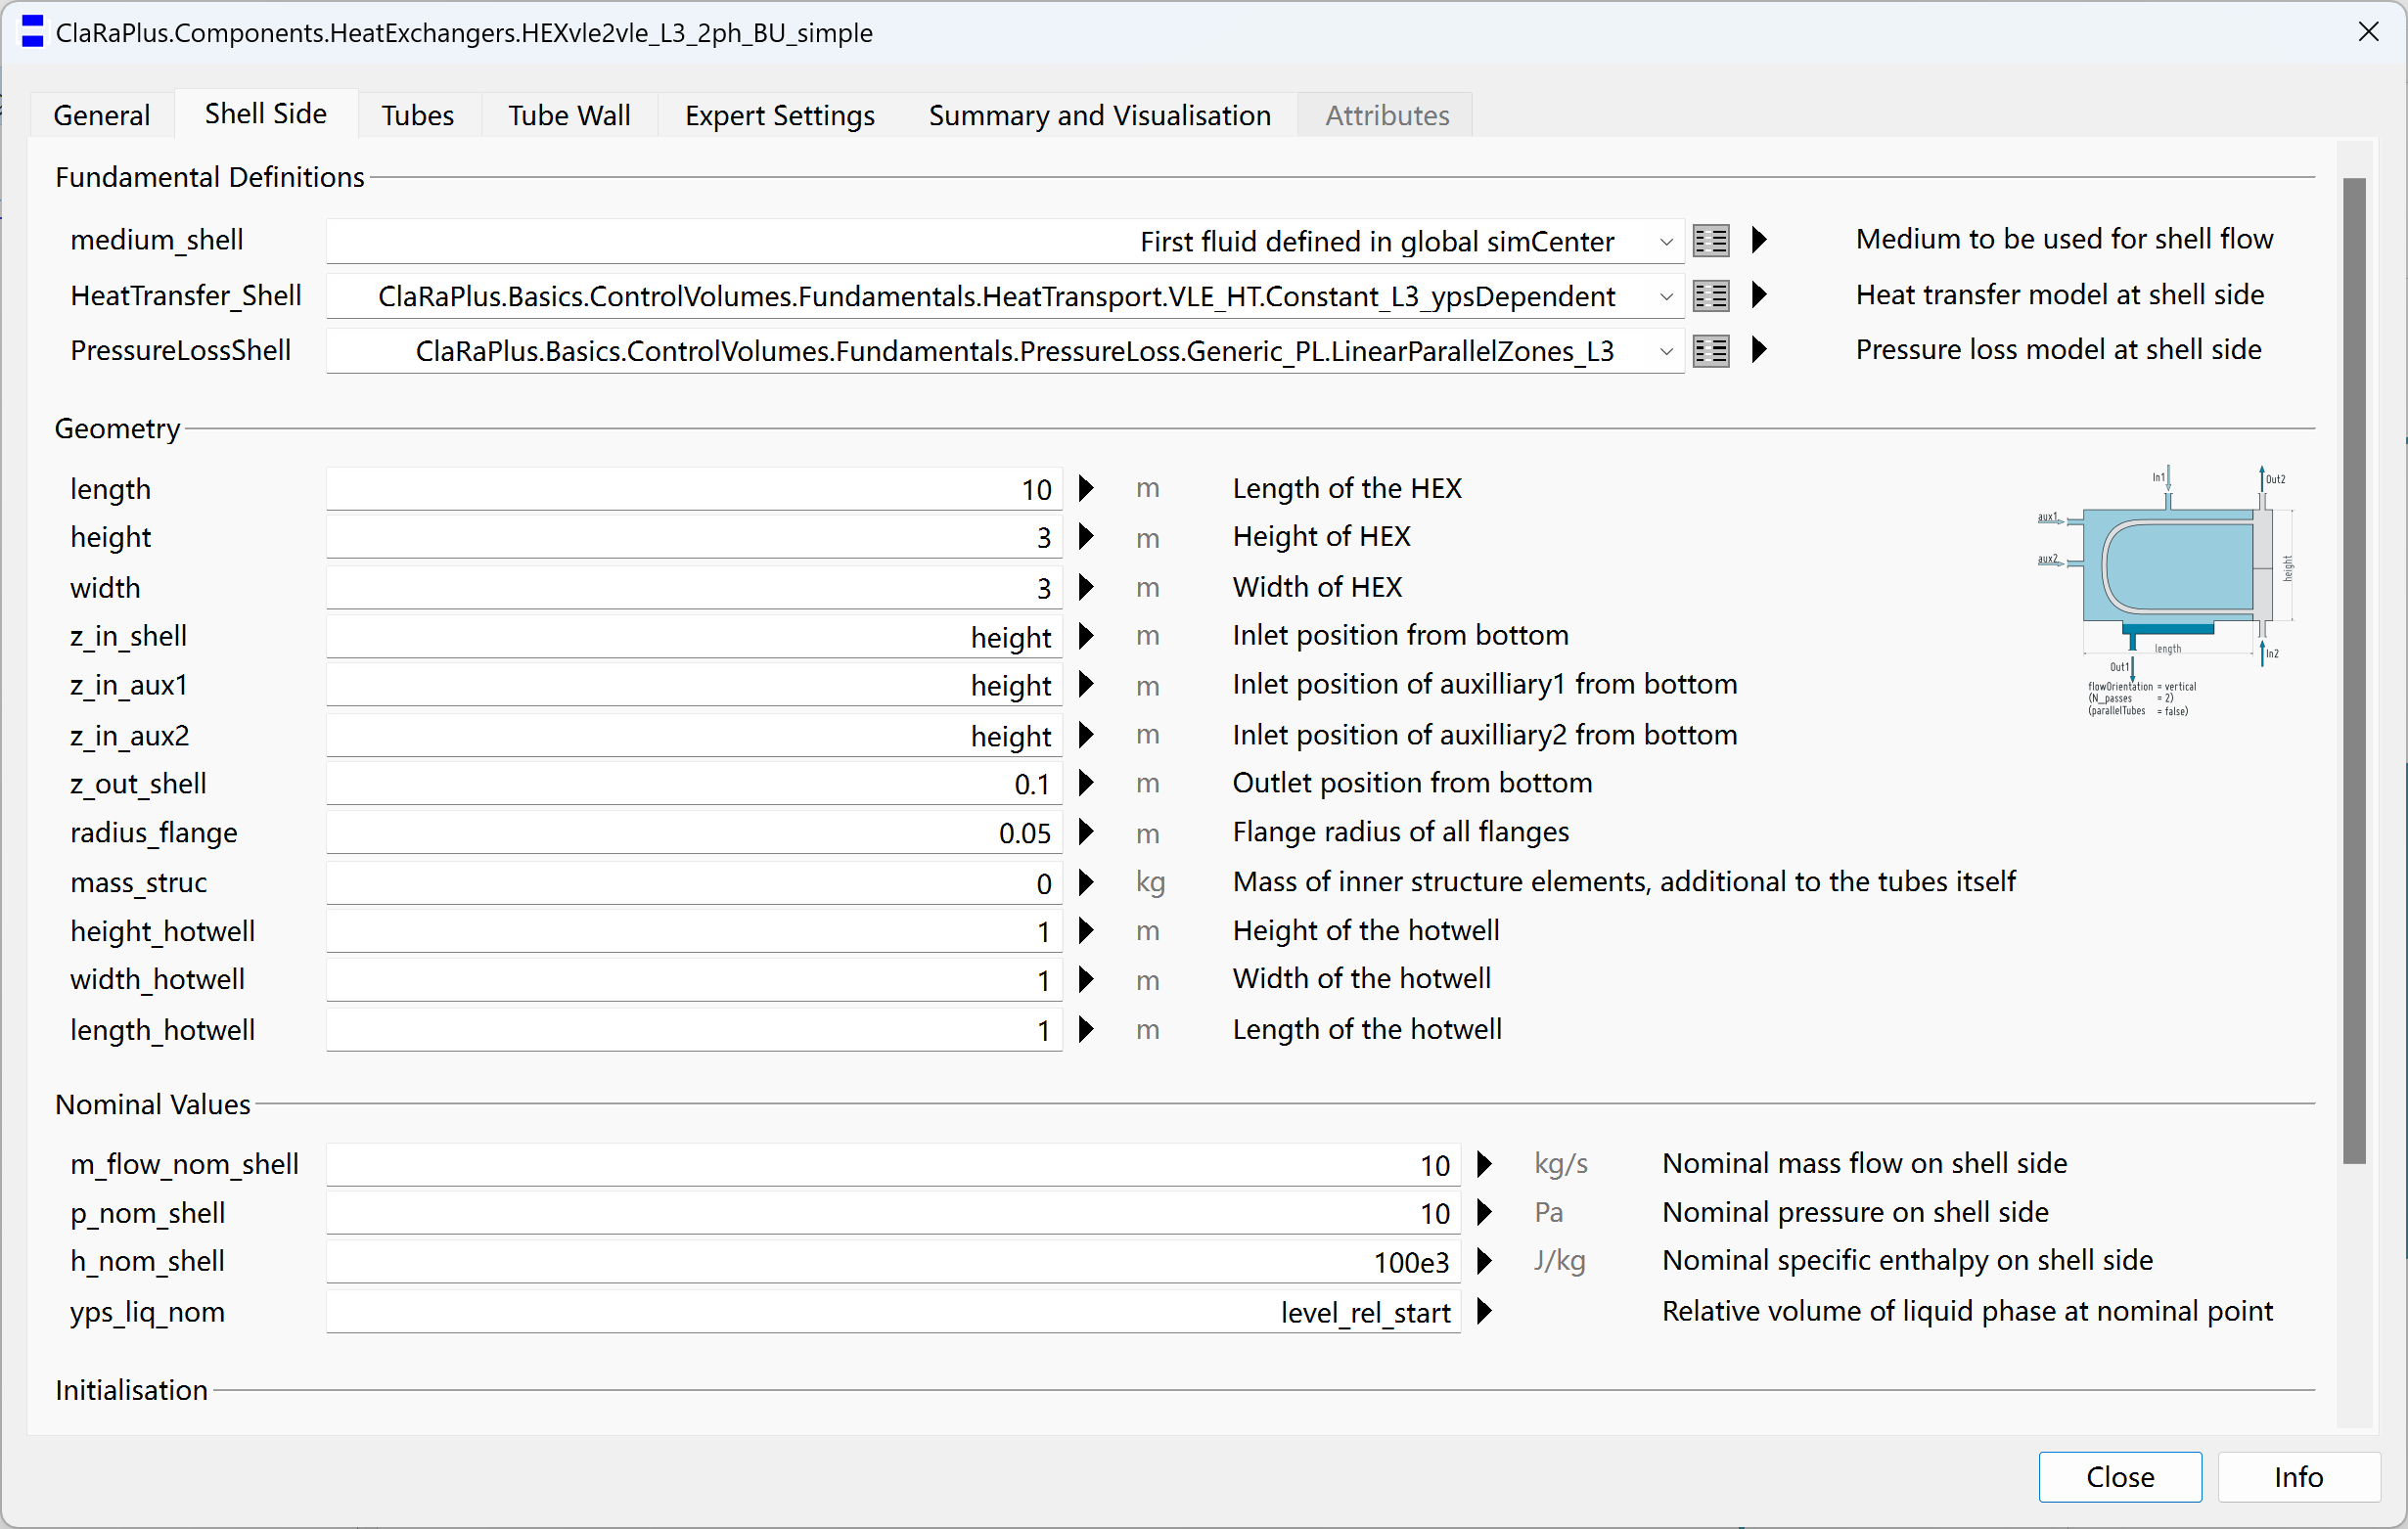 ClaRaPlus.Components.HeatExchangers.HEXvle2vle_L3_2ph_BU_simple
General Shell Side Tubes Tube Wall Expert Settings Summary and Visualisation Attributes
Fundamental Definitions
medium_shell First fluid defined in global simCenter Medium to be used for shell flow
HeatTransfer_Shell ClaRaPlus.Basics.ControlVolumes.Fundamentals.HeatTransport.VLE_HT.Constant_L3_ypsDependent Heat transfer model at shell side
PressureLossShell ClaRaPlus.Basics.ControlVolumes.Fundamentals.PressureLoss.Generic_PL.LinearParallelZones_L3 Pressure loss model at shell side
Geometry
length 10 m Length of the HEX
height 3 m Height of HEX
width 3 m Width of HEX
z_in_shell height m Inlet position from bottom
z_in_aux1 height m Inlet position of auxilliary1 from bottom
z_in_aux2 height m Inlet position of auxilliary2 from bottom
z_out_shell 0.1 m Outlet position from bottom
radius_flange 0.05 m Flange radius of all flanges
mass_struc 0 kg Mass of inner structure elements, additional to the tubes itself
height_hotwell 1 m Height of the hotwell
width_hotwell 1 m Width of the hotwell
length_hotwell 1 m Length of the hotwell
In1
Out2
aux1
aux2
height
length
In2
Out1
flowOrientation = vertical
(N_passes = 2)
(parallelTubes = false)
Nominal Values
m_flow_nom_shell 10 kg/s Nominal mass flow on shell side
p_nom_shell 10 Pa Nominal pressure on shell side
h_nom_shell 100e3 J/kg Nominal specific enthalpy on shell side
yps_liq_nom level_rel_start Relative volume of liquid phase at nominal point
Initialisation
Close Info